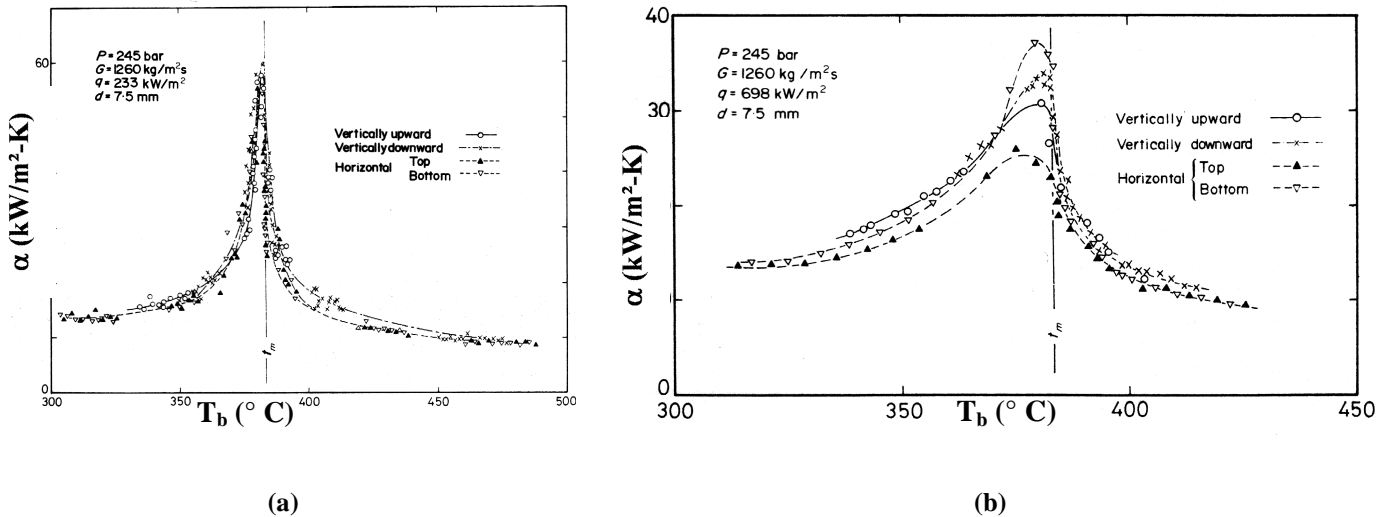 60
P = 245 bar
G = 1260 kg/m²s
q = 233 kW/m²
d = 7·5 mm
Vertically upward
Vertically downward
Horizontal Top
Bottom
α (kW/m²-K)
tₘ
0
300
350
400
450
500
T_b (° C)
(a)
40
P = 245 bar
G = 1260 kg/m²s
q = 698 kW/m²
d = 7·5 mm
30
Vertically upward
Vertically downward
Horizontal { Top
Bottom
20
α (kW/m²-K)
10
tₘ
0
300
350
400
450
T_b (° C)
(b)